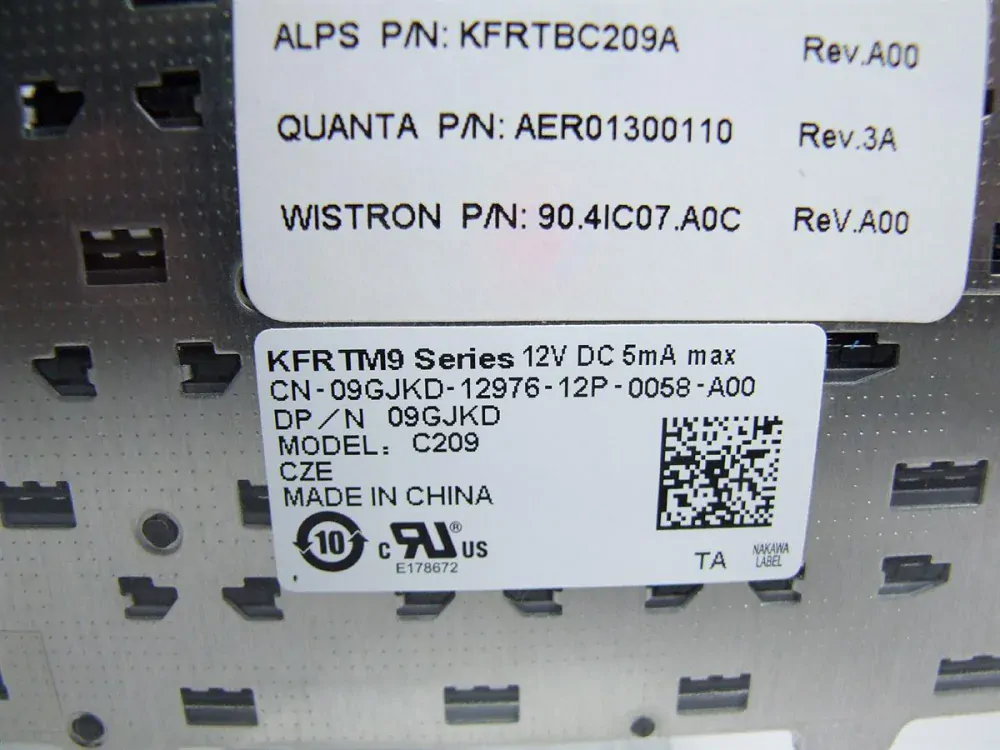 ALPS P/N: KFRTBC209A Rev.A00
QUANTA P/N: AER01300110 Rev.3A
WISTRON P/N: 90.4IC07.A0C ReV.A00
KFRTM9 Series 12V DC 5mA max
CN-09GJKD-12976-12P-0058-A00
DP/N 09GJKD
MODEL: C209
CZE
MADE IN CHINA
10 c RU ® US
E178672
TA NAKAWA
LABEL